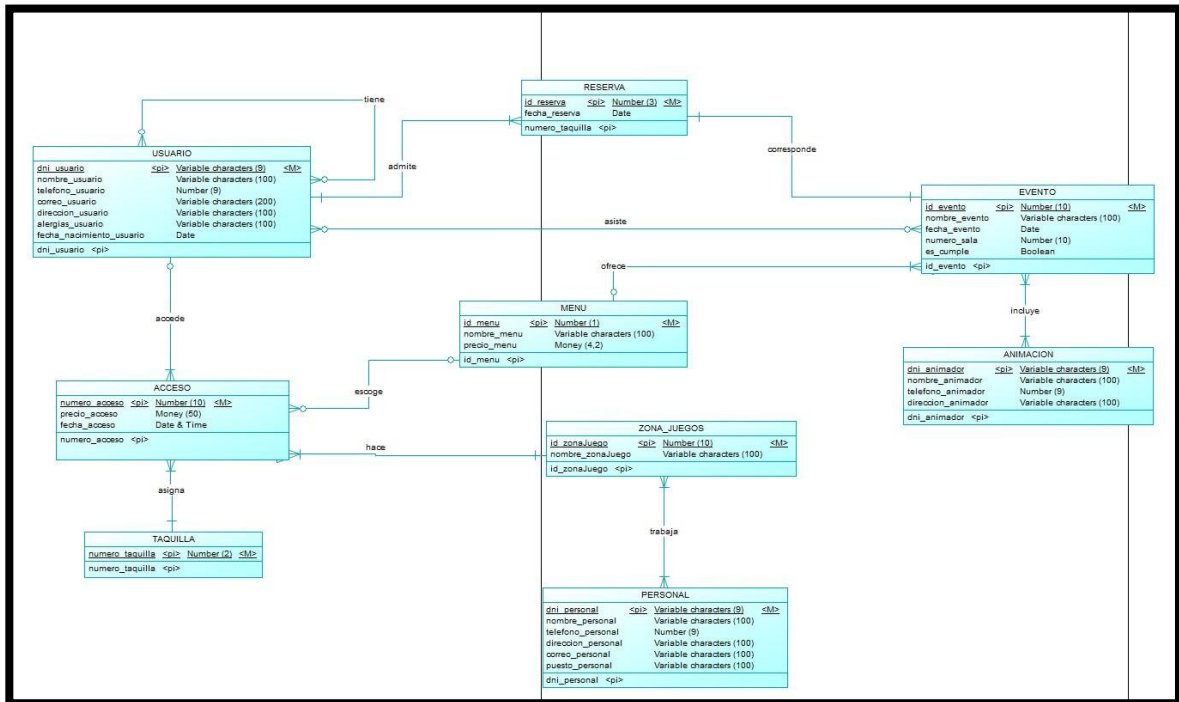 tiene
RESERVA
id_reserva <pi> Number (3) <M>
fecha_reserva Date
numero_taquilla <pi>
admite
corresponde
USUARIO
dni_usuario <pi> Variable characters (9) <M>
nombre_usuario Variable characters (100)
telefono_usuario Number (9)
correo_usuario Variable characters (200)
direccion_usuario Variable characters (100)
alergias_usuario Variable characters (100)
fecha_nacimiento_usuario Date
dni_usuario <pi>
EVENTO
id_evento <pi> Number (10) <M>
nombre_evento Variable characters (100)
fecha_evento Date
numero_sala Number (10)
es_cumple Boolean
id_evento <pi>
asiste
ofrece
accede
MENU
id_menu <pi> Number (1) <M>
nombre_menu Variable characters (100)
precio_menu Money (4,2)
id_menu <pi>
incluye
ANIMACION
dni_animador <pi> Variable characters (9) <M>
nombre_animador Variable characters (100)
telefono_animador Number (9)
direccion_animador Variable characters (100)
dni_animador <pi>
escoge
ACCESO
numero_acceso <pi> Number (10) <M>
precio_acceso Money (50)
fecha_acceso Date & Time
numero_acceso <pi>
hace
ZONA_JUEGOS
id_zonaJuego <pi> Number (10) <M>
nombre_zonaJuego Variable characters (100)
id_zonaJuego <pi>
asigna
TAQUILLA
numero_taquilla <pi> Number (2) <M>
numero_taquilla <pi>
trabaja
PERSONAL
dni_personal <pi> Variable characters (9) <M>
nombre_personal Variable characters (100)
telefono_personal Number (9)
direccion_personal Variable characters (100)
correo_personal Variable characters (100)
puesto_personal Variable characters (100)
dni_personal <pi>